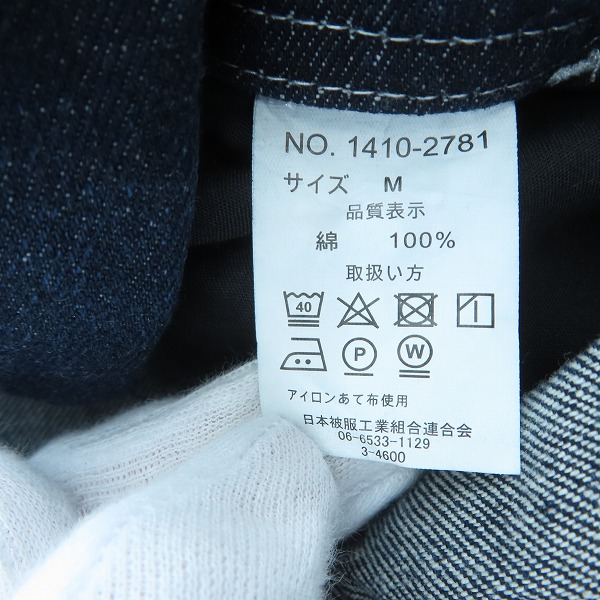 NO. 1410-2781
サイズ M
品質表示
綿 100%
取扱い方
40
P W
アイロンあて布使用
日本被服工業組合連合会
06-6533-1129
3-4600